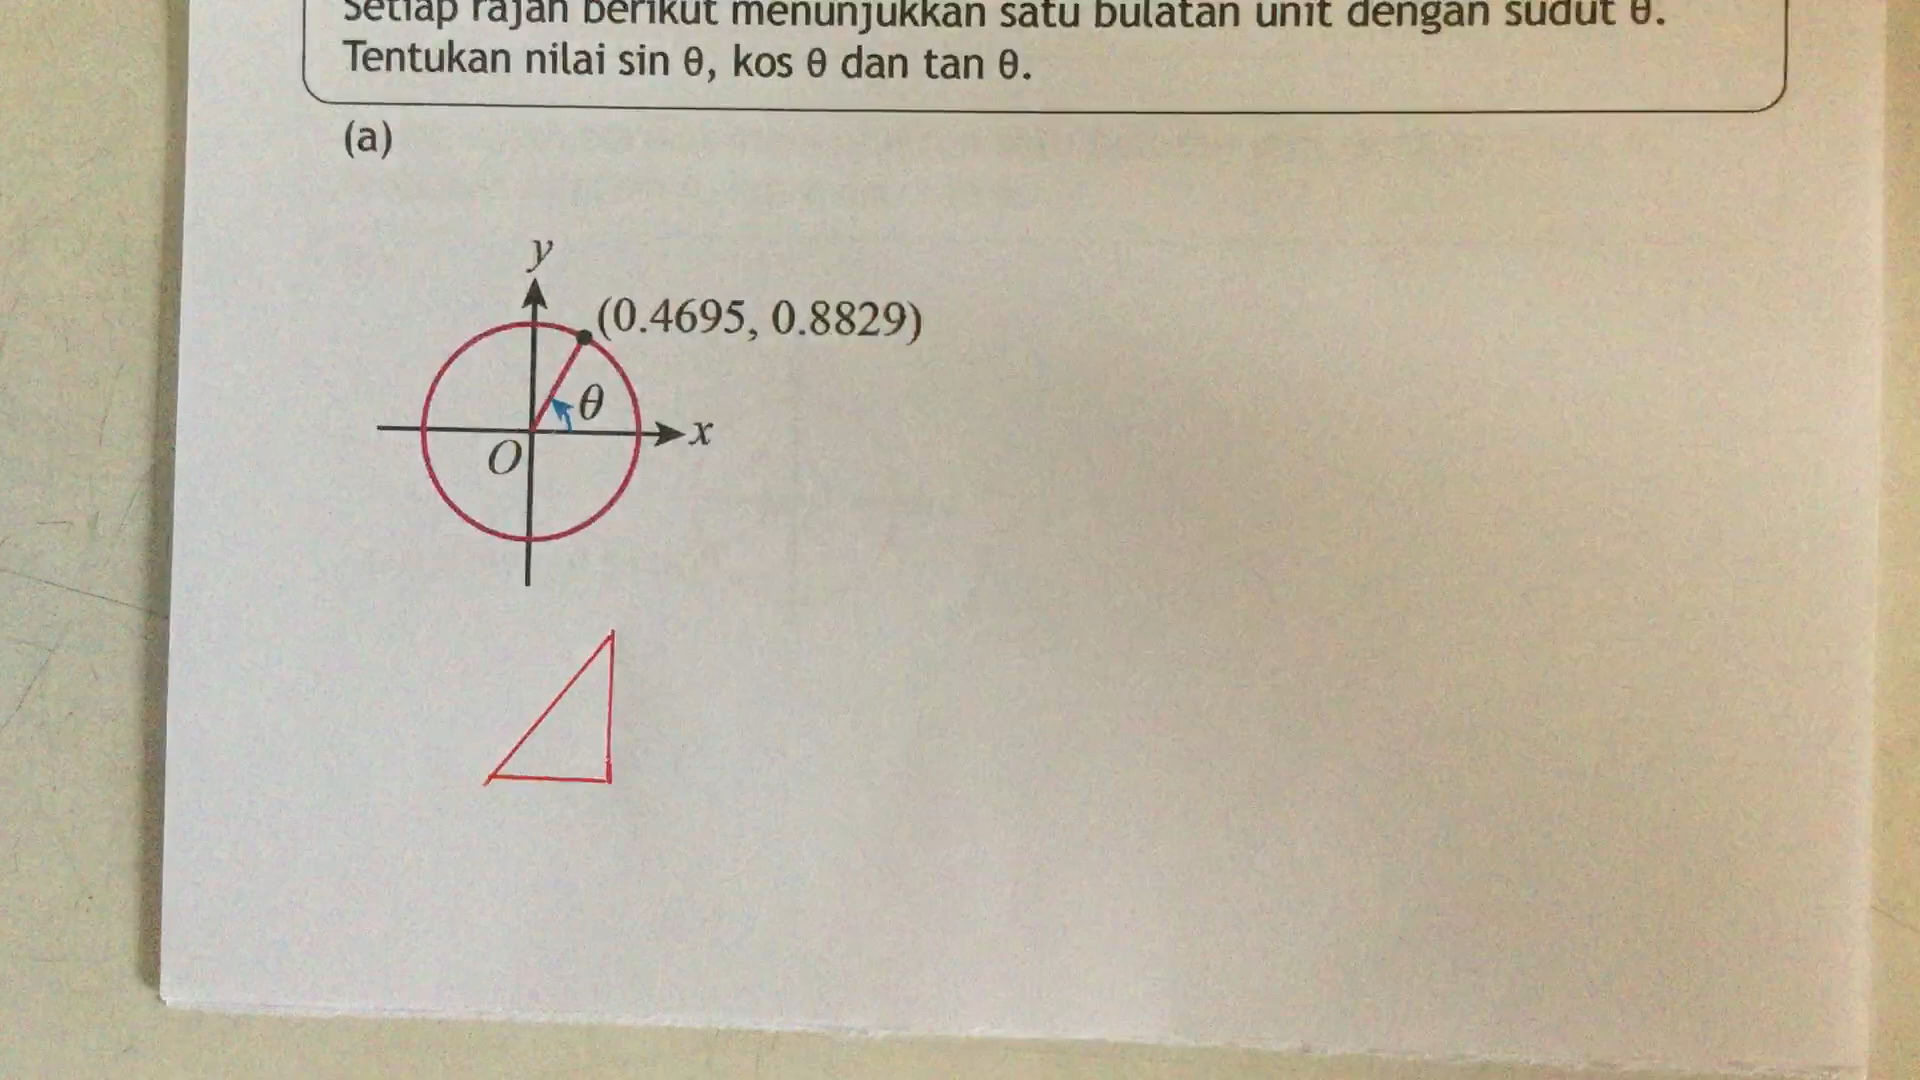 Setiap rajah berikut menunjukkan satu bulatan unit dengan sudut θ.
Tentukan nilai sin θ, kos θ dan tan θ.
(a)
y
(0.4695, 0.8829)
θ
x
O